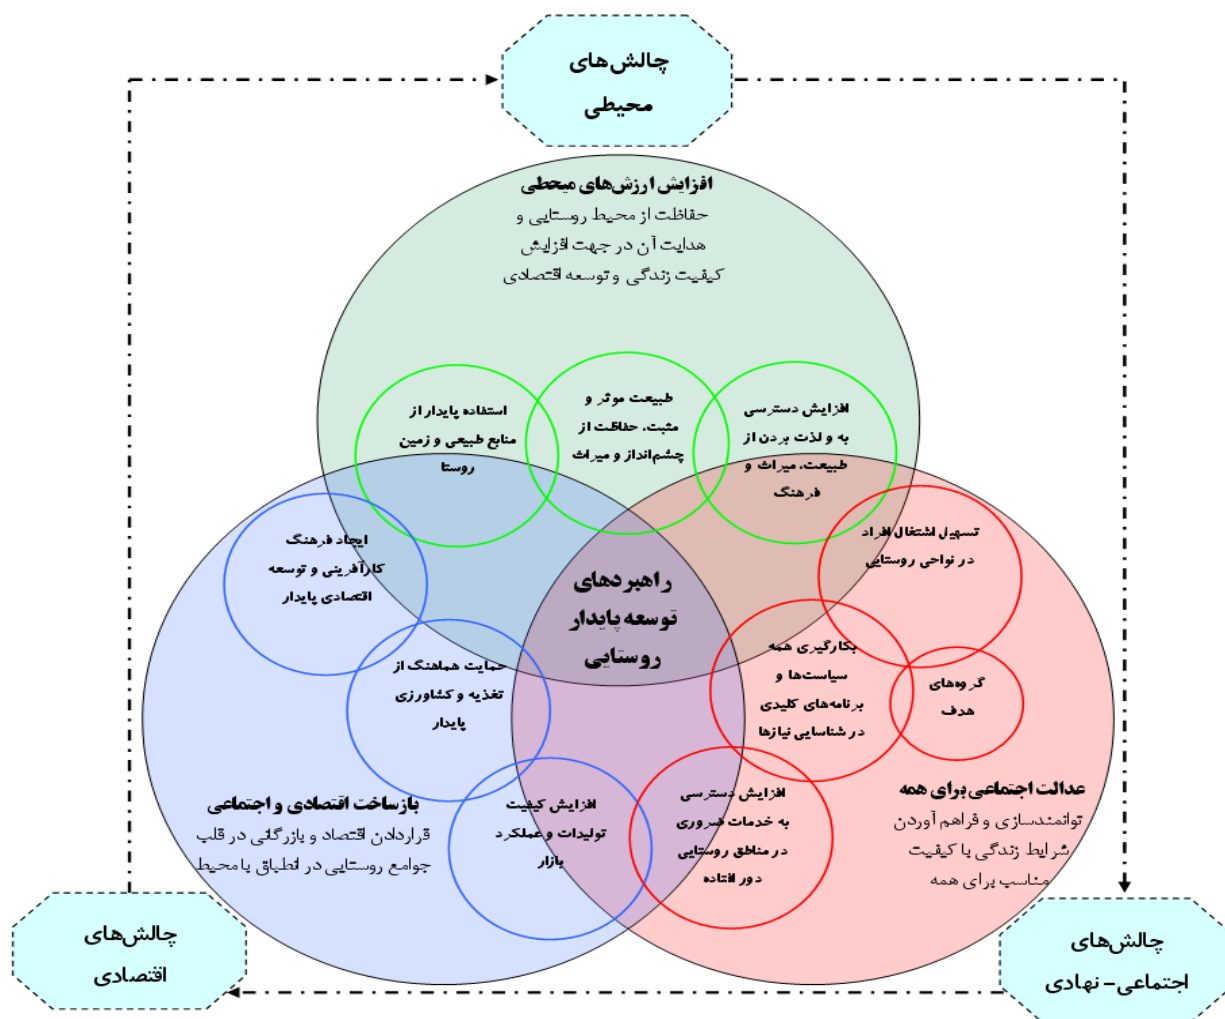 چالش‌های
محیطی
افزایش ارزش‌های میحطی
حفاظت از محیط روستایی و
هدایت آن در جهت افزایش
کیفیت زندگی و توسعه اقتصادی
افزایش دسترسی
به و لذت بردن از
طبیعت، میراث و
فرهنگ
طبیعت موثر و
مثبت، حفاظت از
چشم‌انداز و میراث
استفاده پایدار از
منابع طبیعی و زمین
روستا
تسهیل اشتغال افراد
در نواحی روستایی
ایجاد فرهنگ
کارآفرینی و توسعه
اقتصادی پایدار
راهبردهای
توسعه پایدار
روستایی
بکارگیری همه
سیاست‌ها و
برنامه‌های کلیدی
در شناسایی نیازها
گروه‌های
هدف
حمایت هماهنگ از
تغذیه و کشاورزی
پایدار
افزایش دسترسی
به خدمات ضروری
در مناطق روستایی
دور افتاده
افزایش کیفیت
تولیدات و عملکرد
بازار
عدالت اجتماعی برای همه
توانمندسازی و فراهم آوردن
شرایط زندگی با کیفیت
مناسب برای همه
بازساخت اقتصادی و اجتماعی
قراردادن اقتصاد و بازرگانی در قلب
جوامع روستایی در انطباق با محیط
چالش‌های
اجتماعی – نهادی
چالش‌های
اقتصادی